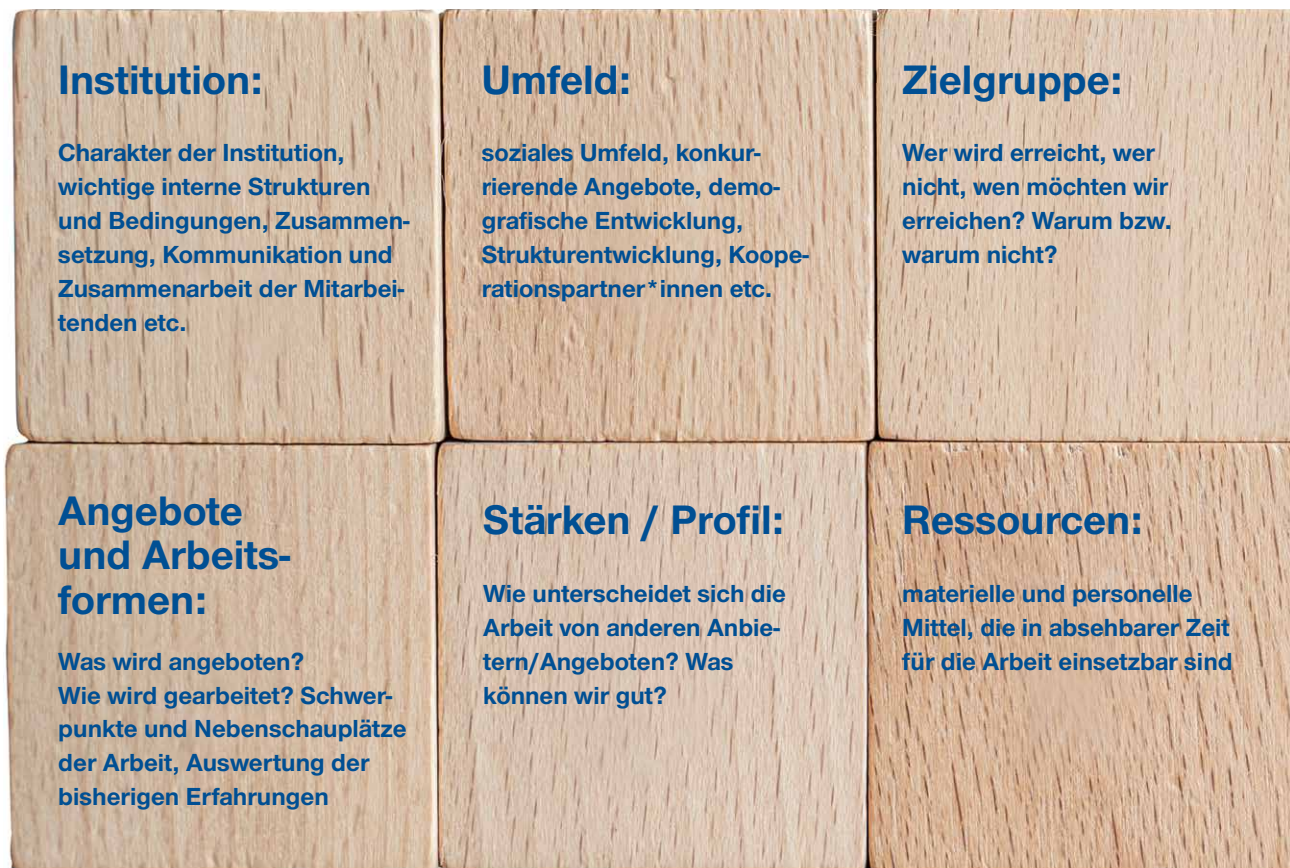 Institution:
Charakter der Institution,
wichtige interne Strukturen
und Bedingungen, Zusammen-
setzung, Kommunikation und
Zusammenarbeit der Mitarbei-
tenden etc.
Umfeld:
soziales Umfeld, konkur-
rierende Angebote, demo-
grafische Entwicklung,
Strukturentwicklung, Koope-
rationspartner*innen etc.
Zielgruppe:
Wer wird erreicht, wer
nicht, wen möchten wir
erreichen? Warum bzw.
warum nicht?
Angebote
und Arbeits-
formen:
Was wird angeboten?
Wie wird gearbeitet? Schwer-
punkte und Nebenschauplätze
der Arbeit, Auswertung der
bisherigen Erfahrungen
Stärken / Profil:
Wie unterscheidet sich die
Arbeit von anderen Anbie-
tern/Angeboten? Was
können wir gut?
Ressourcen:
materielle und personelle
Mittel, die in absehbarer Zeit
für die Arbeit einsetzbar sind